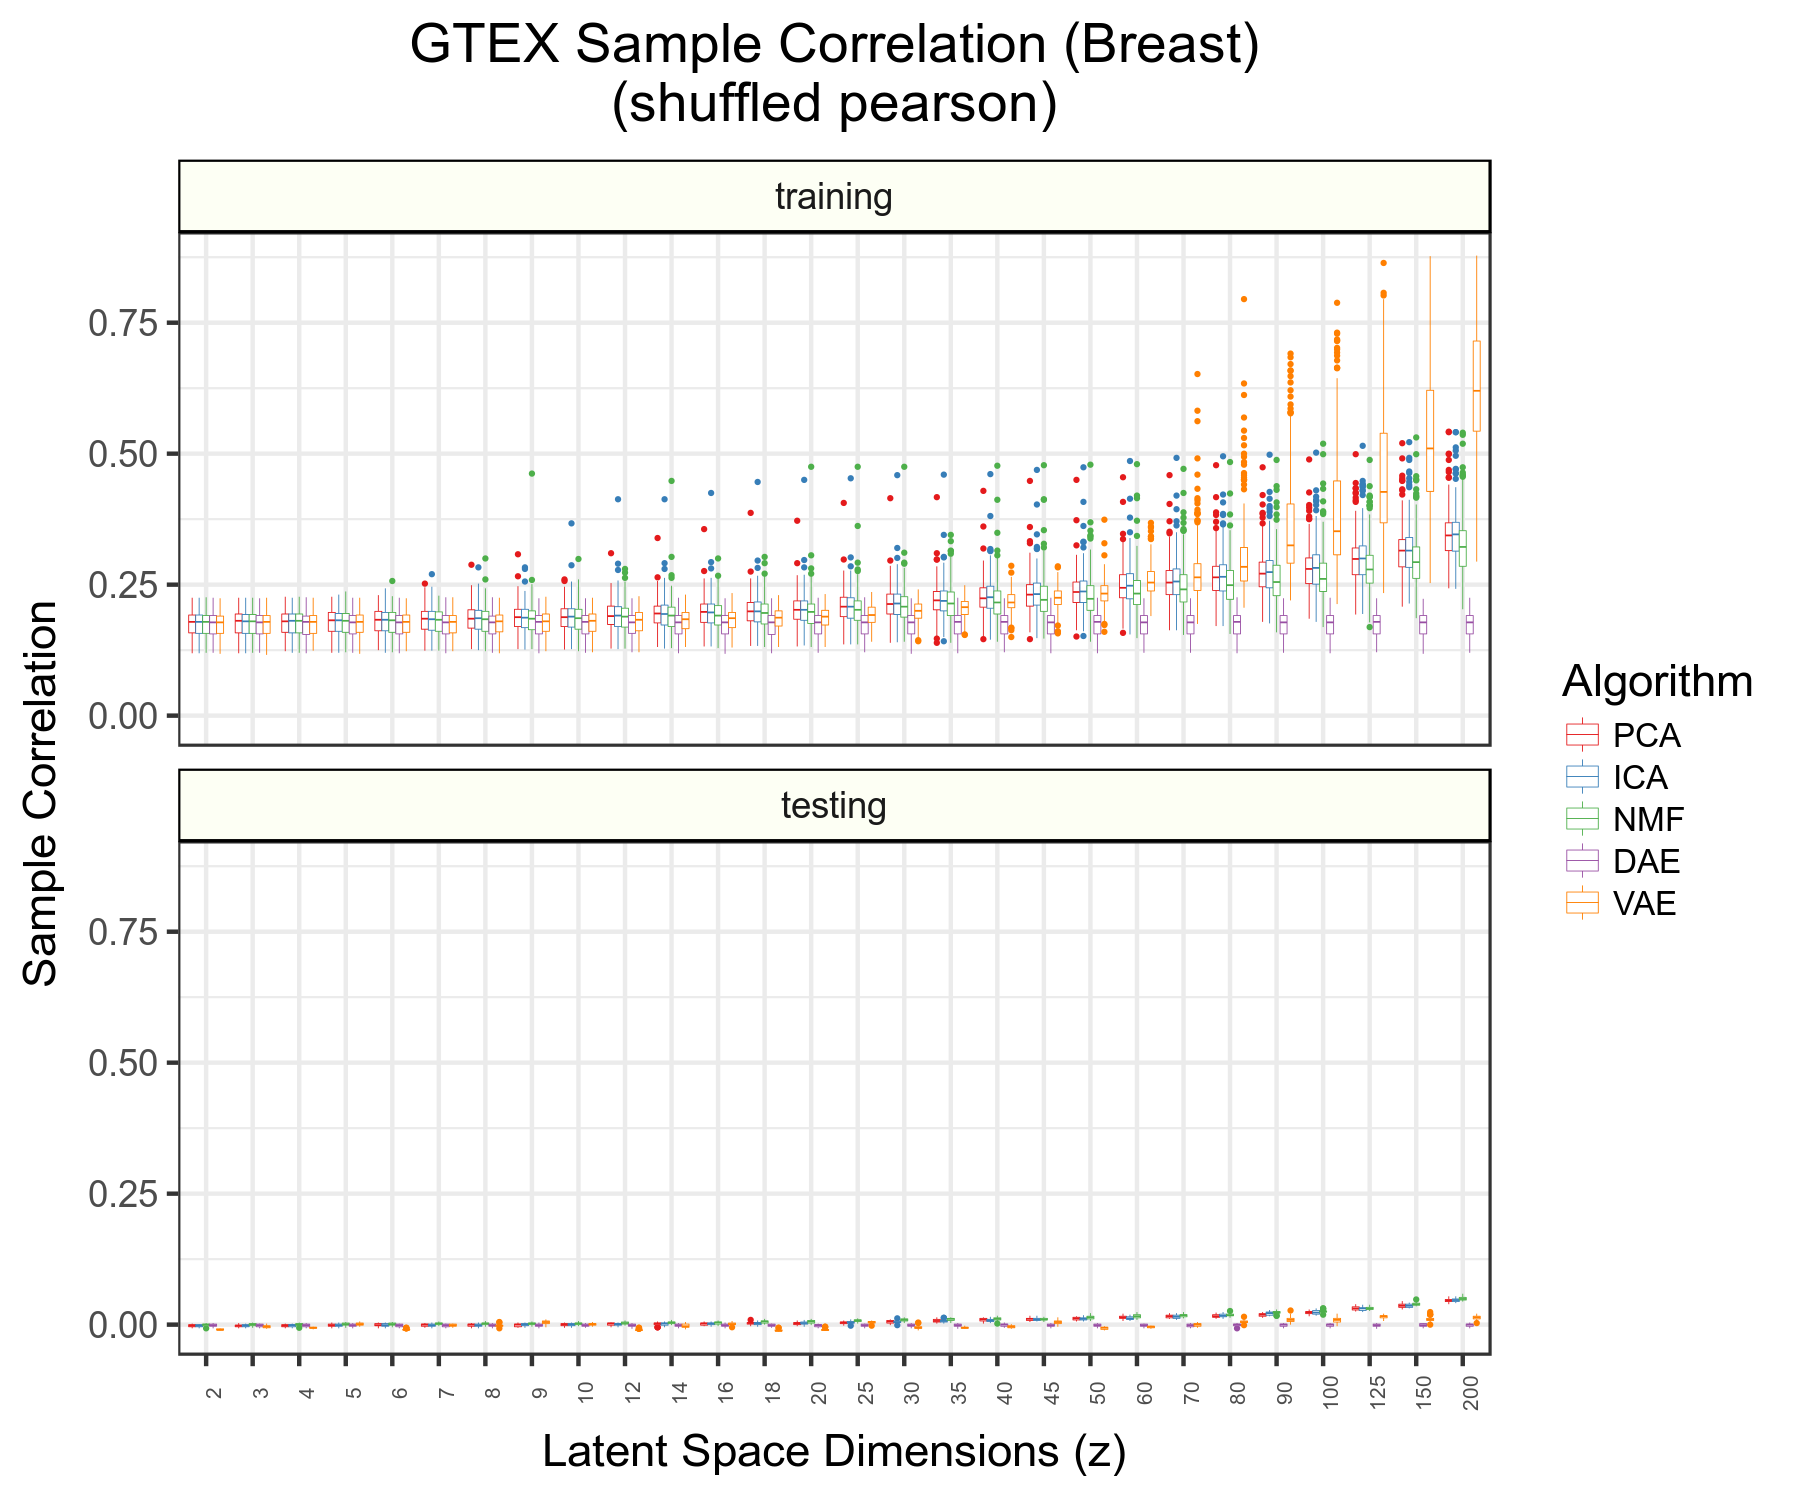 GTEX Sample Correlation (Breast)
(shuffled pearson)
training
0.75
0.50
0.25
0.00
testing
0.75
0.50
0.25
0.00
Sample Correlation
2 3 4 5 6 7 8 9 10 12 14 16 18 20 25 30 35 40 45 50 60 70 80 90 100 125 150 200
Latent Space Dimensions (z)
Algorithm
PCA
ICA
NMF
DAE
VAE